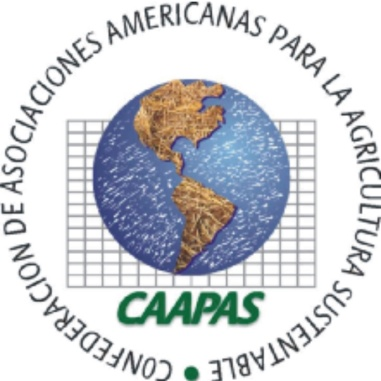 CONFEDERACION DE ASOCIACIONES AMERICANAS PARA LA AGRICULTURA SUSTENTABLE •
CAAPAS